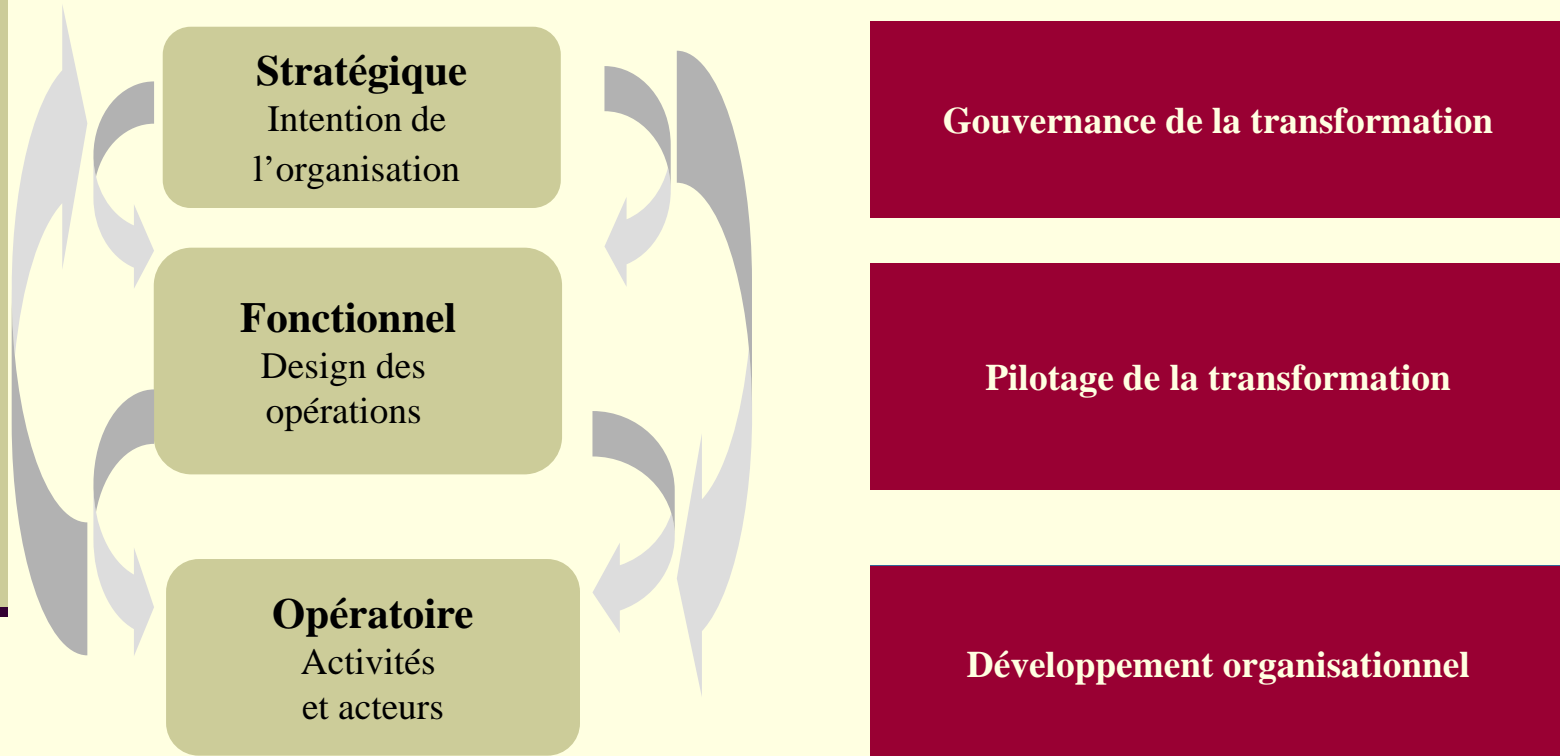 Stratégique
Intention de
l’organisation
Gouvernance de la transformation
Fonctionnel
Design des
opérations
Pilotage de la transformation
Opératoire
Activités
et acteurs
Développement organisationnel